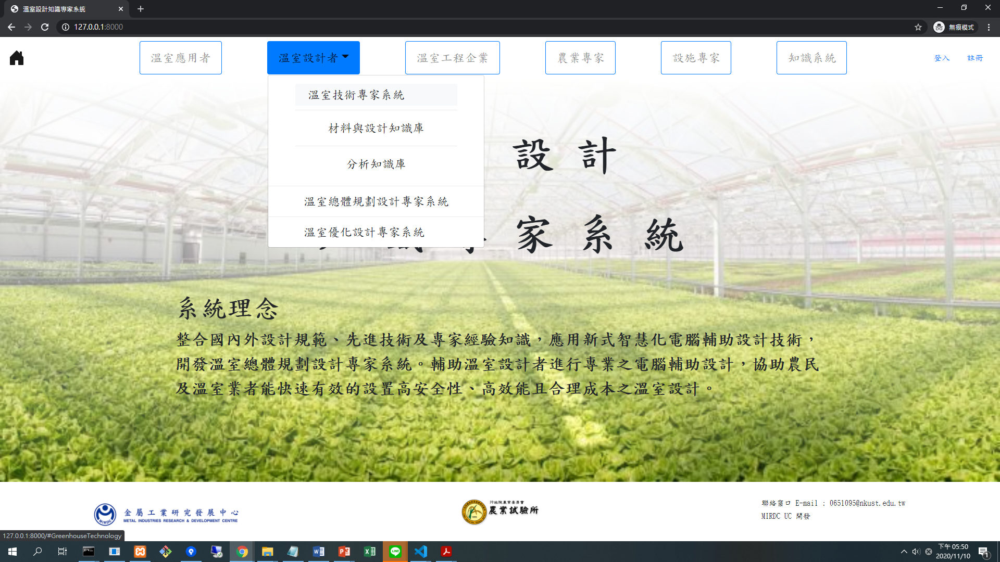 溫室設計知識專家系統
127.0.0.1:8000
無痕模式
溫室應用者
溫室設計者
溫室工程企業
農業專家
設施專家
知識系統
登入
註冊
溫室技術專家系統
材料與設計知識庫
分析知識庫
溫室總體規劃設計專家系統
溫室優化設計專家系統
設計
家系統
系統理念
整合國內外設計規範、先進技術及專家經驗知識，應用新式智慧化電腦輔助設計技術，
開發溫室總體規劃設計專家系統。輔助溫室設計者進行專業之電腦輔助設計，協助農民
及溫室業者能快速有效的設置高安全性、高效能且合理成本之溫室設計。
MIRDC
金屬工業研究發展中心
METAL INDUSTRIES RESEARCH & DEVELOPMENT CENTRE
行政院農業委員會
農業試驗所
聯絡窗口 E-mail : 0651095@nkust.edu.tw
MIRDC UC 開發
127.0.0.1:8000/#GreenhouseTechnology
LINE
下午 05:50
2020/11/10
1